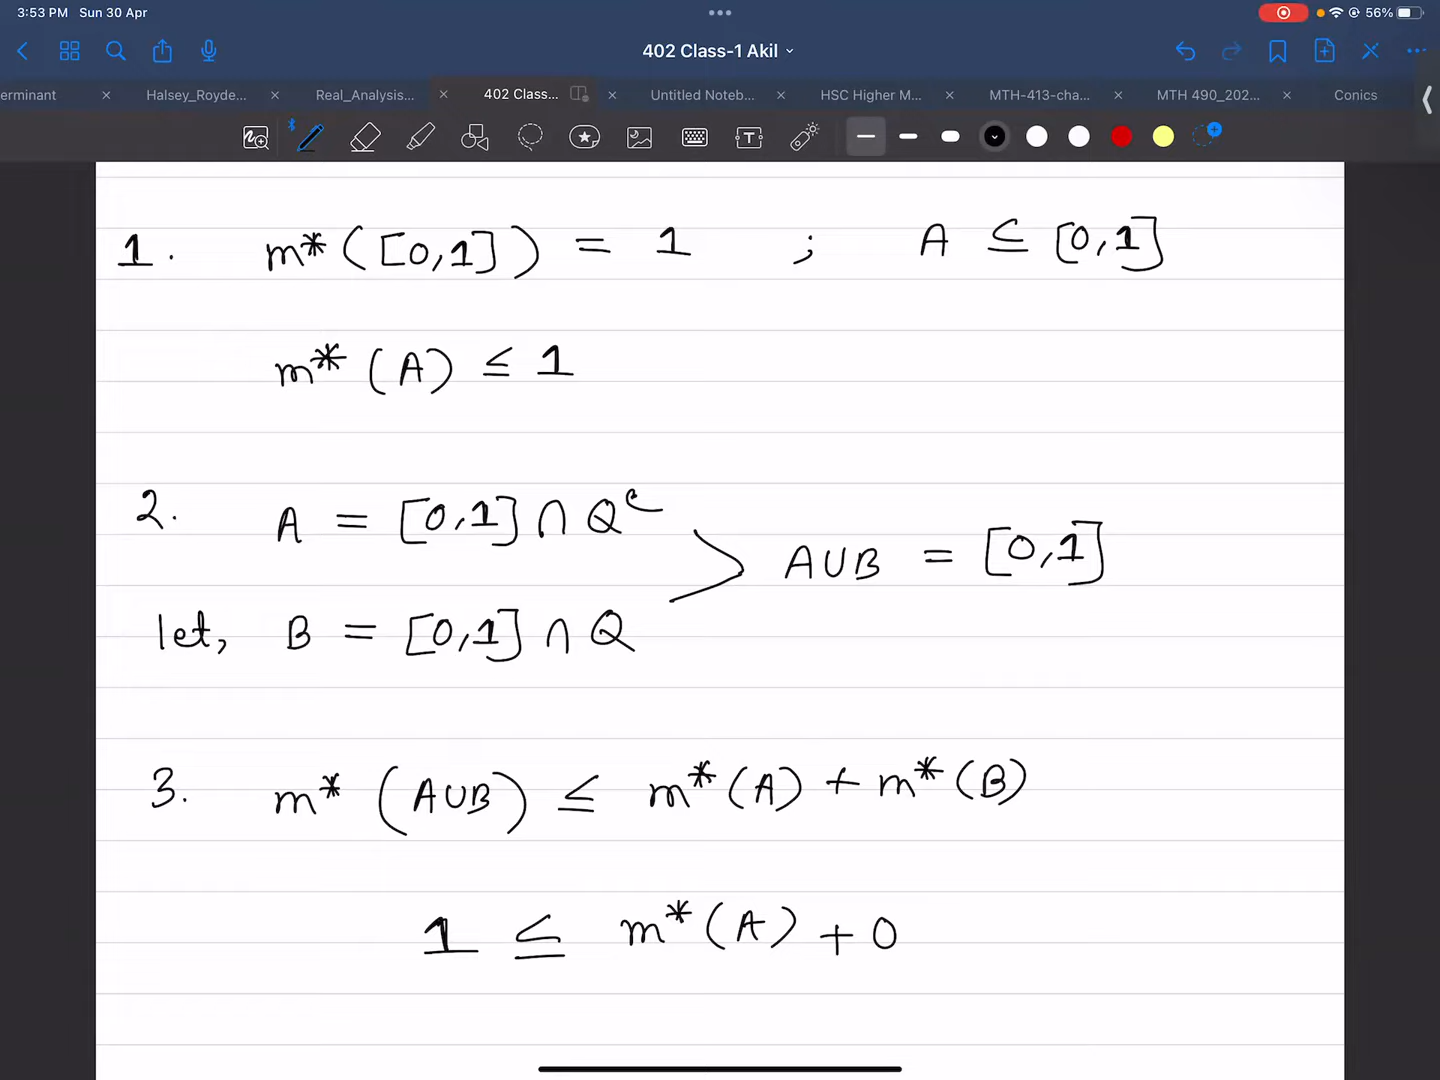 3:53 PM Sun 30 Apr 56%
402 Class-1 Akil
erminant Halsey_Royde... Real_Analysis... 402 Class... Untitled Noteb... HSC Higher M... MTH-413-cha... MTH 490_202... Conics
1. m*([0,1]) = 1 ; A ⊆ [0,1]
m*(A) ≤ 1
2. A = [0,1] ∩ Qᶜ
A∪B = [0,1]
let, B = [0,1] ∩ Q
3. m*(A∪B) ≤ m*(A) + m*(B)
1 ≤ m*(A) + 0